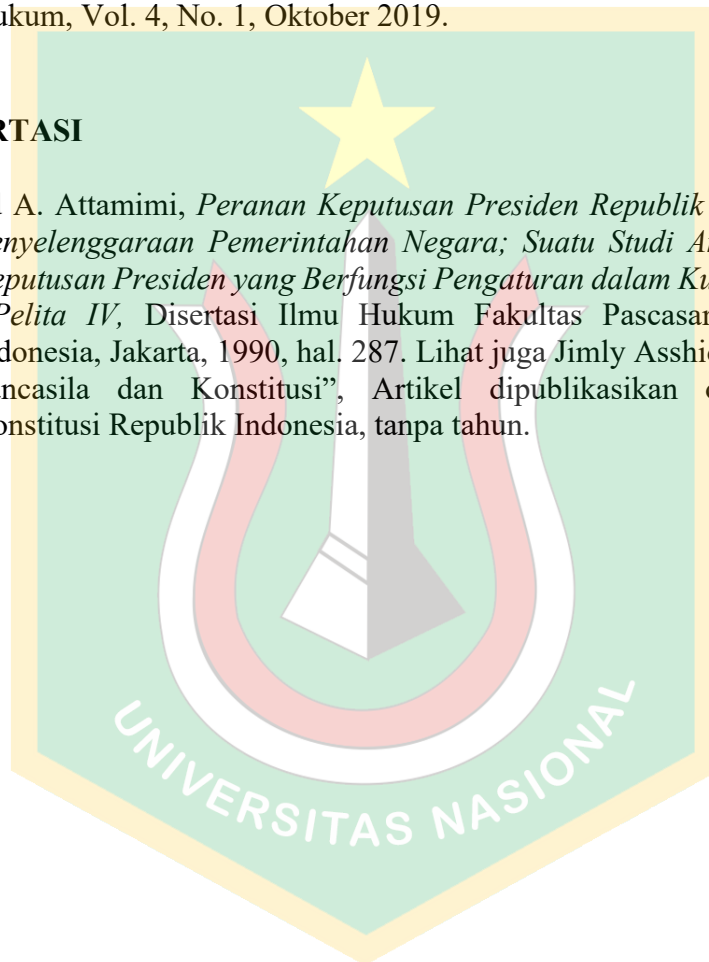 ukum, Vol. 4, No. 1, Oktober 2019.
RTASI
A. Attamimi, Peranan Keputusan Presiden Republik
enyelenggaraan Pemerintahan Negara; Suatu Studi A
eputusan Presiden yang Berfungsi Pengaturan dalam Ku
Pelita IV, Disertasi Ilmu Hukum Fakultas Pascasar
donesia, Jakarta, 1990, hal. 287. Lihat juga Jimly Asshid
ancasila dan Konstitusi”, Artikel dipublikasikan
onstitusi Republik Indonesia, tanpa tahun.
UNIVERSITAS NASIONAL